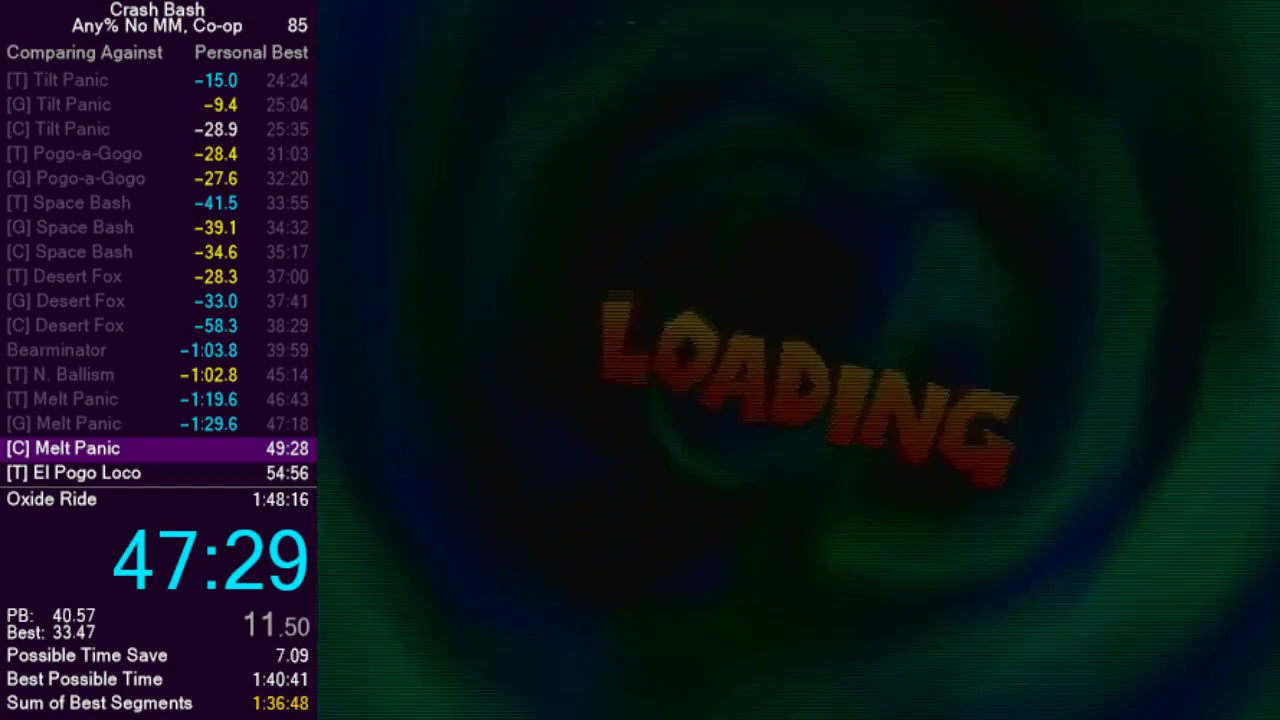 Crash Bash
Any% No MM, Co-op 85
Comparing Against Personal Best
[T] Tilt Panic −15.0 24:24
[G] Tilt Panic −9.4 25:04
[C] Tilt Panic −28.9 25:35
[T] Pogo-a-Gogo −28.4 31:03
[G] Pogo-a-Gogo −27.6 32:20
[T] Space Bash −41.5 33:55
[G] Space Bash −39.1 34:32
[C] Space Bash −34.6 35:17
[T] Desert Fox −28.3 37:00
[G] Desert Fox −33.0 37:41
[C] Desert Fox −58.3 38:29
Bearminator −1:03.8 39:59
[T] N. Ballism −1:02.8 45:14
[T] Melt Panic −1:19.6 46:43
[G] Melt Panic −1:29.6 47:18
[C] Melt Panic 49:28
[T] El Pogo Loco 54:56
Oxide Ride 1:48:16
47:29
PB: 40.57
Best: 33.47
11.50
Possible Time Save 7.09
Best Possible Time 1:40:41
Sum of Best Segments 1:36:48
LOADING